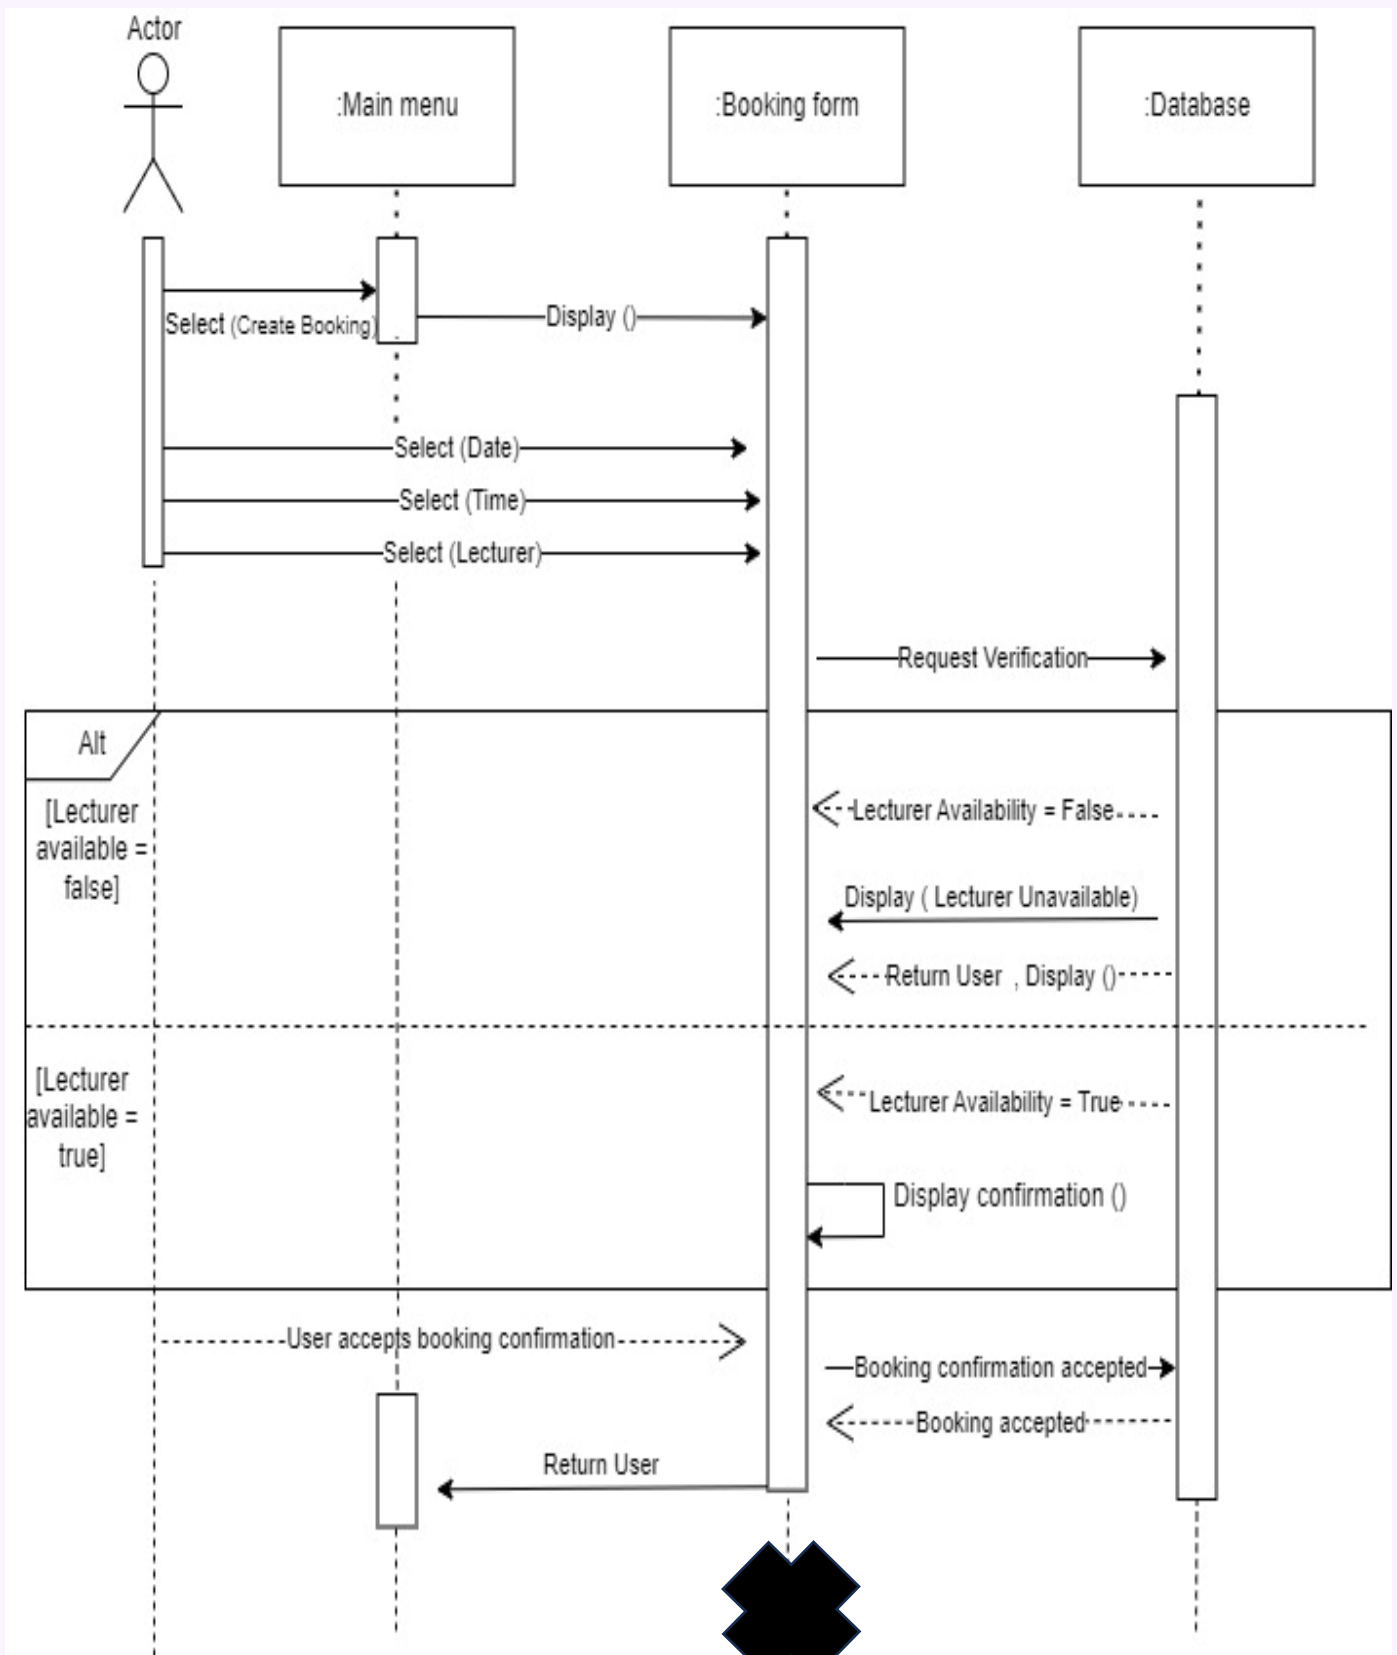 Actor
:Main menu
:Booking form
:Database
Select (Create Booking)
Display ()
Select (Date)
Select (Time)
Select (Lecturer)
Request Verification
Alt
[Lecturer
available =
false]
Lecturer Availability = False
Display ( Lecturer Unavailable)
Return User , Display ()
[Lecturer
available =
true]
Lecturer Availability = True
Display confirmation ()
User accepts booking confirmation
Booking confirmation accepted
Booking accepted
Return User